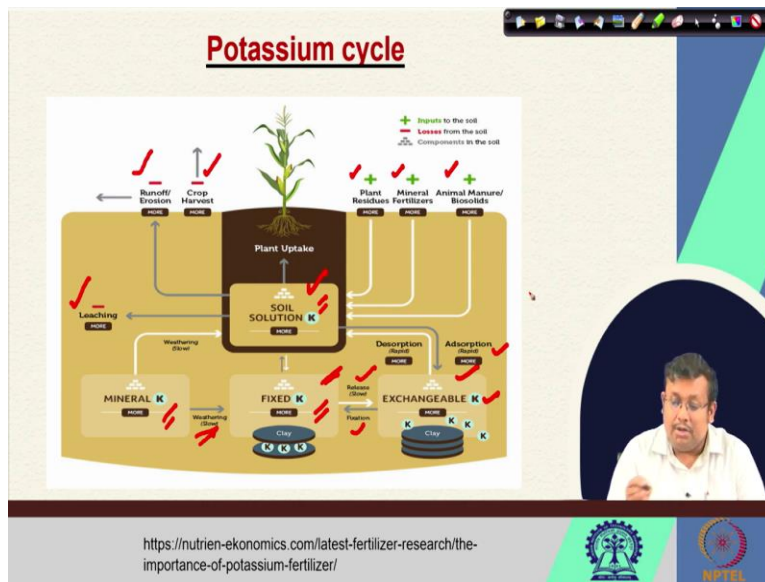 Potassium cycle
+ Inputs to the soil
− Losses from the soil
Components in the soil
Runoff/
Erosion
MORE
Crop
Harvest
MORE
Plant
Residues
MORE
Mineral
Fertilizers
MORE
Animal Manure/
Biosolids
MORE
Plant Uptake
Leaching
MORE
SOIL
SOLUTION K
MORE
Weathering
(Slow)
Desorption
(Rapid)
MORE
Adsorption
(Rapid)
MORE
MINERAL K
MORE
Weathering
(Slow)
FIXED K
MORE
Release
(Slow)
Fixation
EXCHANGEABLE K
MORE
Clay
K K K
Clay
K K K K
https://nutrien-ekonomics.com/latest-fertilizer-research/the-
importance-of-potassium-fertilizer/
NPTEL